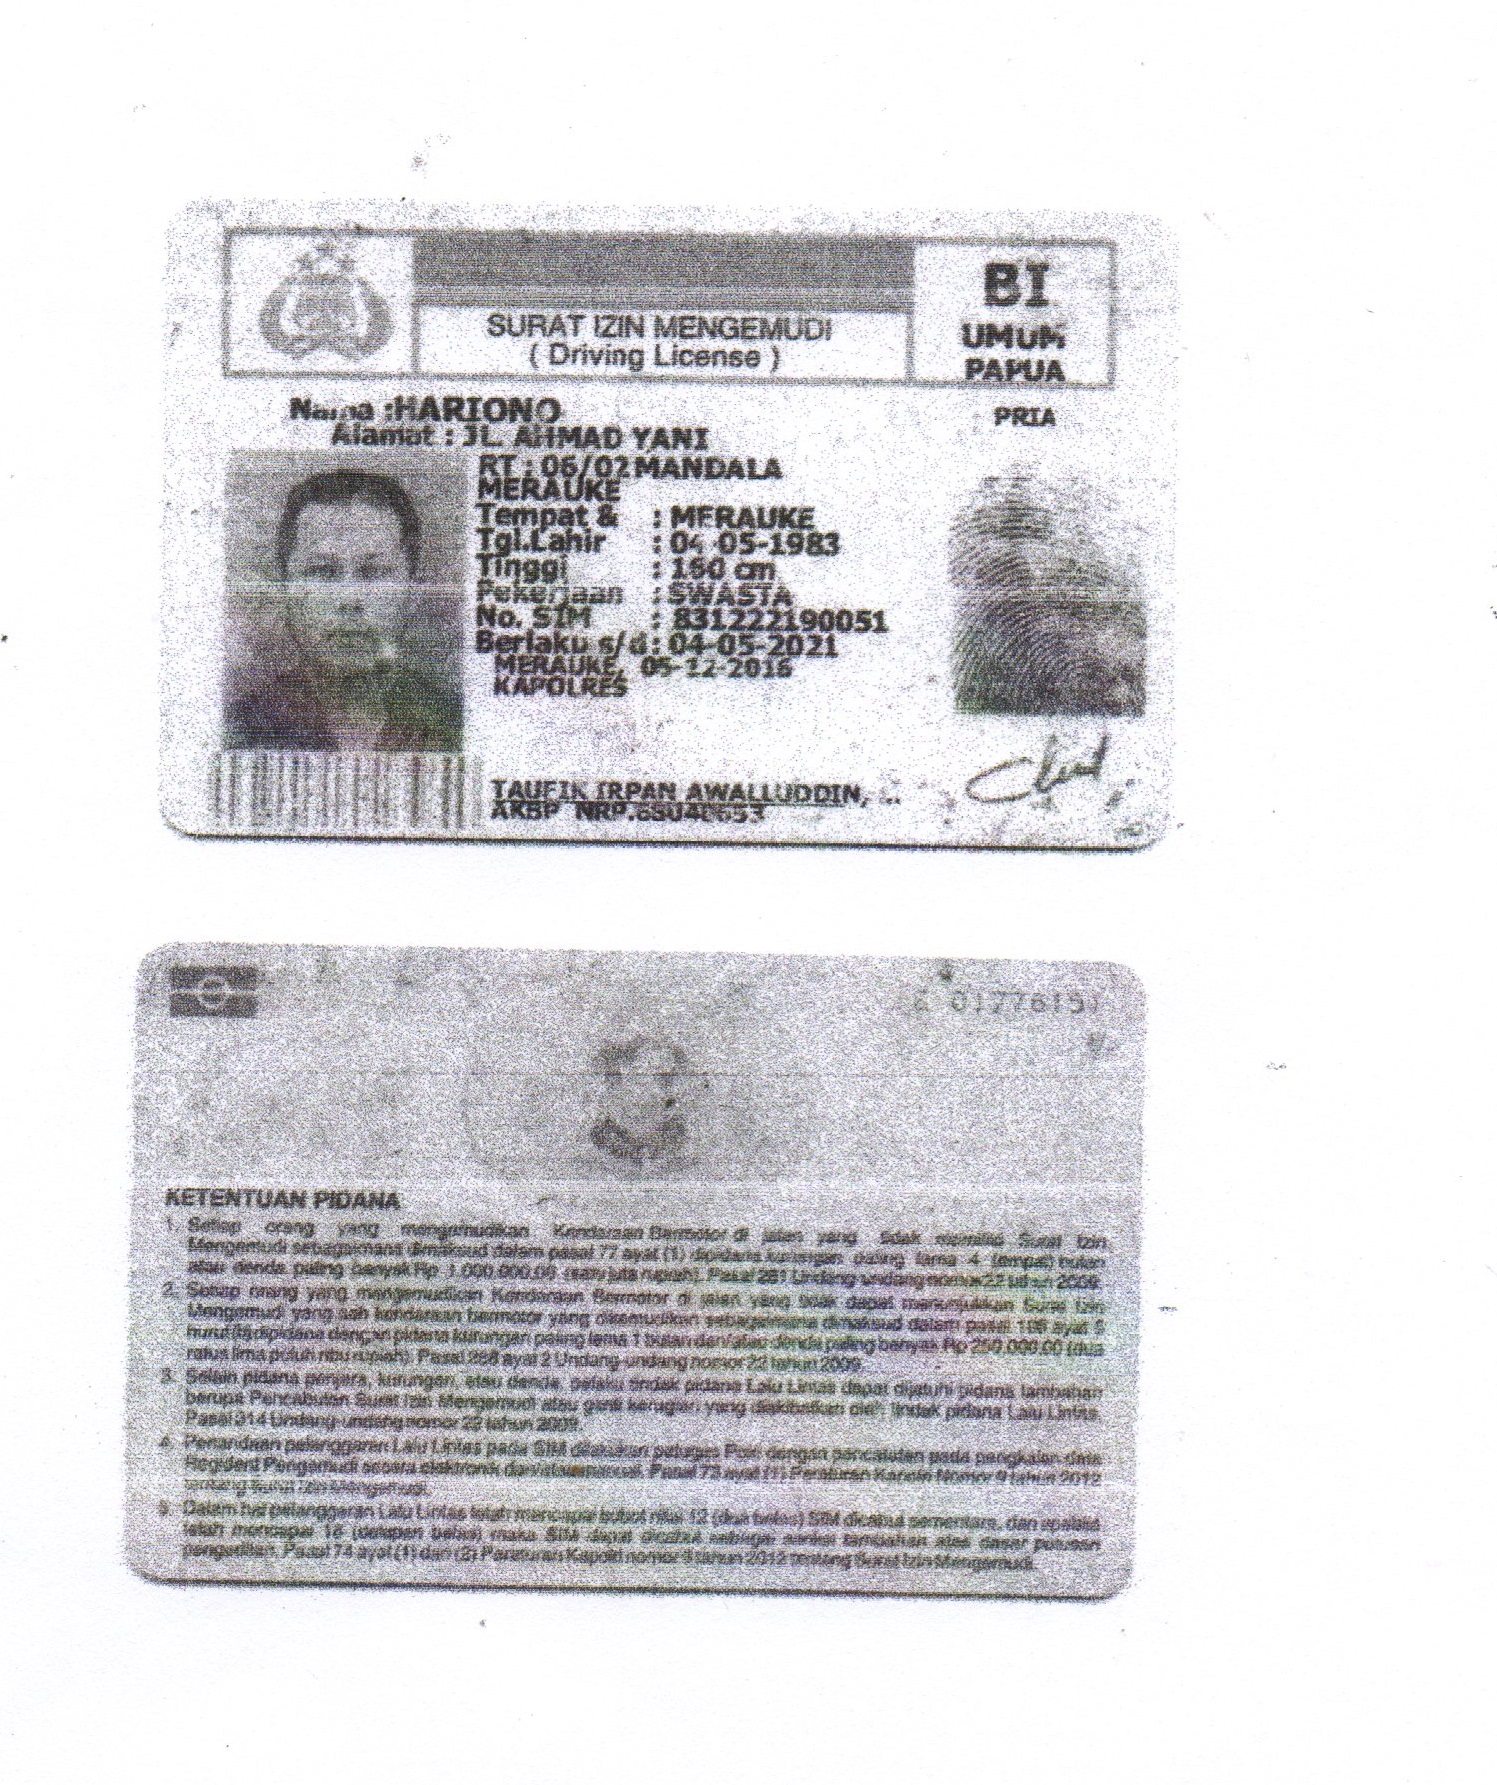 BI
UMUM
PAPUA
SURAT IZIN MENGEMUDI
( Driving License )
Nama :HARIONO
PRIA
Alamat : JL. AHMAD YANI
RT : 06/02 MANDALA
MERAUKE
Tempat & : MERAUKE
Tgl.Lahir : 04-05-1983
Tinggi : 160 cm
Pekerjaan : SWASTA
No. SIM : 831222190051
Berlaku s/d : 04-05-2021
MERAUKE, 05-12-2016
KAPOLRES
TAUFIK IRPAN AWALLUDDIN,
AKBP NRP.
KETENTUAN PIDANA
1. Setiap orang yang mengemudikan Kendaraan Bermotor di jalan yang tidak memiliki Surat Izin
Mengemudi sebagaimana dimaksud dalam pasal 77 ayat (1) dipidana kurungan paling lama 4 (empat) bulan
atau denda paling banyak Rp 1.000.000,00 (satu juta rupiah). Pasal 281 Undang-undang nomor 22 tahun 2009.
2. Setiap orang yang mengemudikan Kendaraan Bermotor di jalan yang tidak dapat menunjukkan Surat Izin
Mengemudi yang sah kendaraan bermotor yang dikemudikan sebagaimana dimaksud dalam pasal 106 ayat 5
huruf (b) dipidana dengan pidana kurungan paling lama 1 bulan dan/atau denda paling banyak Rp 250.000,00 (dua
ratus lima puluh ribu rupiah). Pasal 288 ayat 2 Undang-undang nomor 22 tahun 2009.
3. Selain pidana penjara, kurungan, atau denda, pelaku tindak pidana Lalu Lintas dapat dijatuhi pidana tambahan
berupa Pencabutan Surat Izin Mengemudi atau ganti kerugian yang diakibatkan oleh tindak pidana Lalu Lintas.
Pasal 314 Undang-undang nomor 22 tahun 2009.
4. Penandaan pelanggaran Lalu Lintas pada SIM dilakukan petugas Polri dengan pencatatan pada pangkalan data
Regident Pengemudi secara elektronik dan/atau manual. Pasal 73 ayat (1) Peraturan Kapolri Nomor 9 tahun 2012
tentang Surat Izin Mengemudi.
5. Dalam hal pelanggaran Lalu Lintas telah mencapai bobot nilai 12 (dua belas) SIM dicabut sementara, dan apabila
telah mencapai 18 (delapan belas) maka SIM dapat dicabut sebagai sanksi tambahan atas dasar putusan
pengadilan. Pasal 74 ayat (1) dan (2) Peraturan Kapolri nomor 9 tahun 2012 tentang Surat Izin Mengemudi.